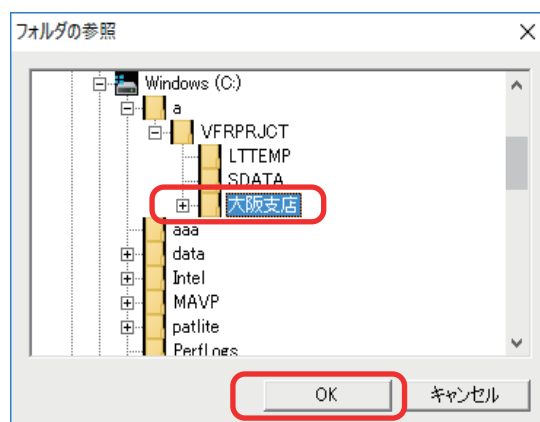 フォルダの参照
Windows (C:)
a
VFRPRJCT
LTTEMP
SDATA
大阪支店
aaa
data
Intel
MAVP
patlite
PerfLogs
OK
キャンセル